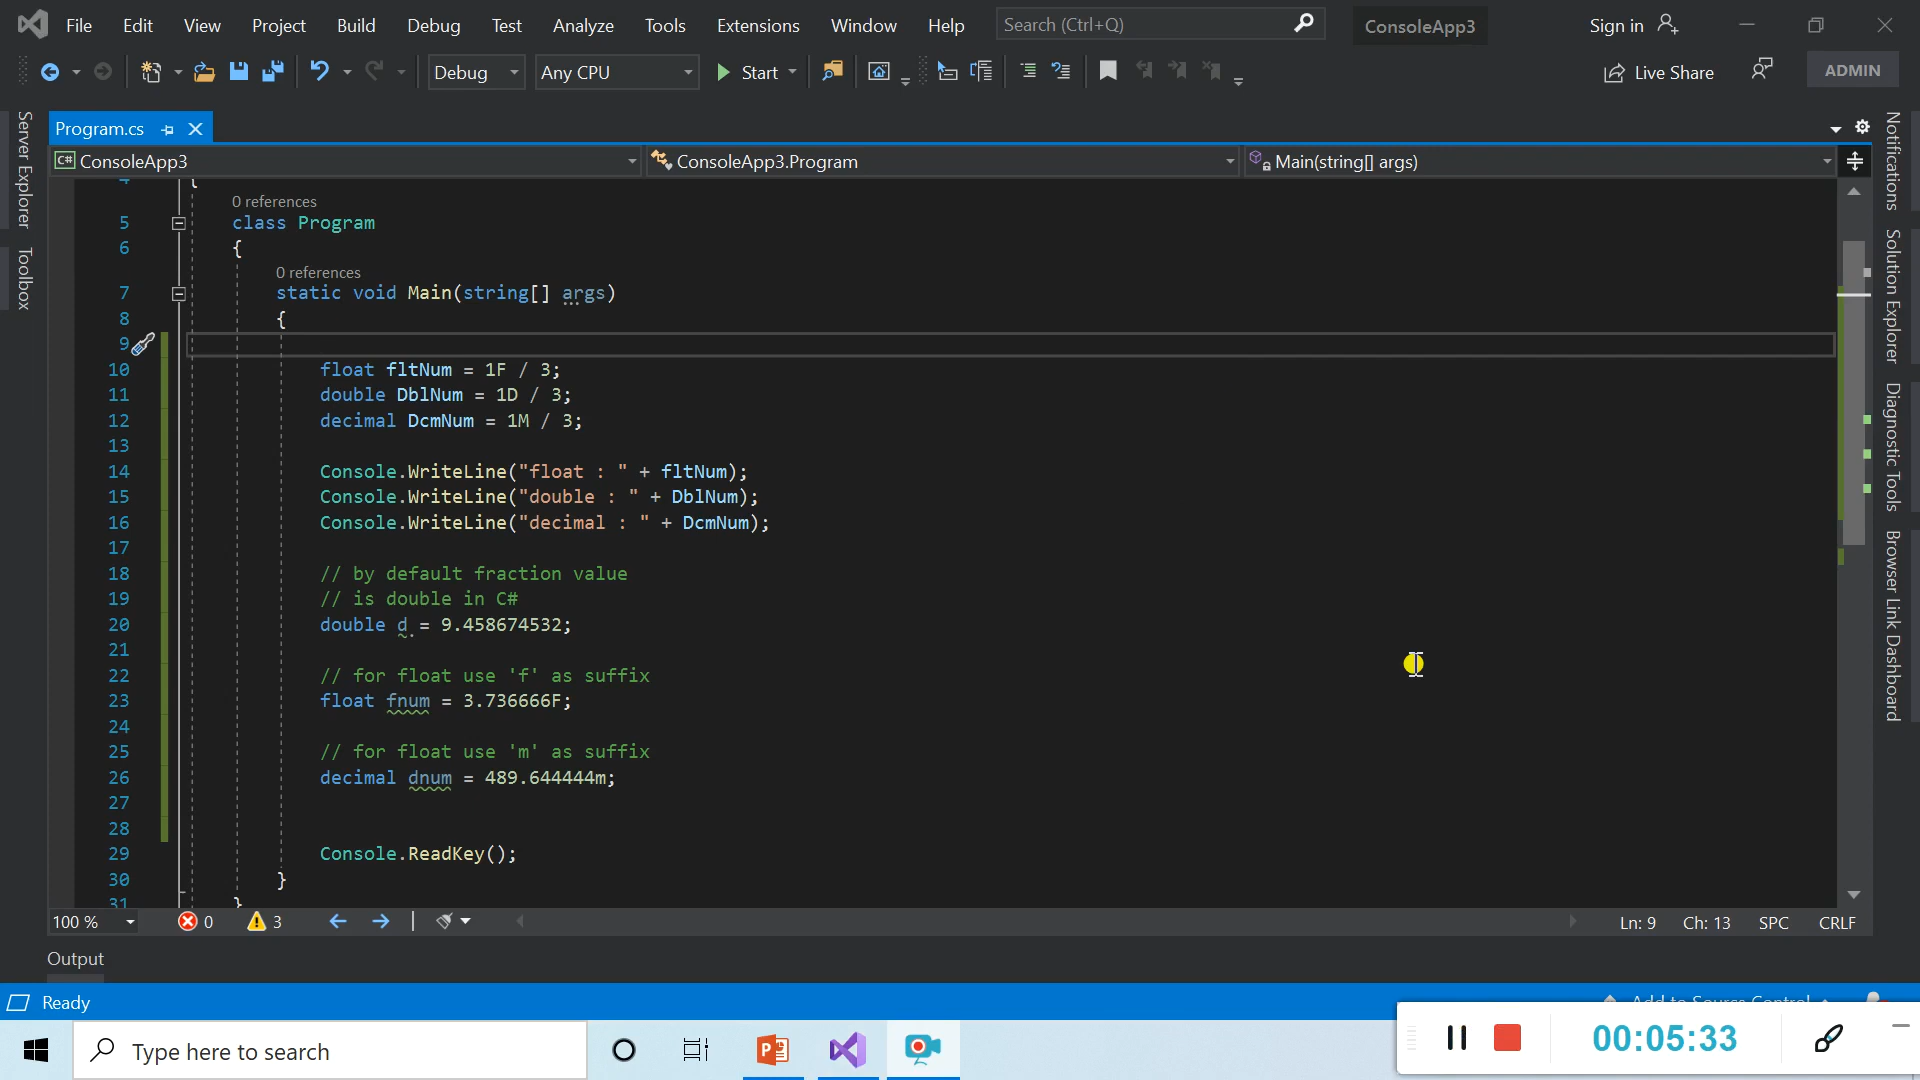 File Edit View Project Build Debug Test Analyze Tools Extensions Window Help Search (Ctrl+Q) ConsoleApp3 Sign in
Debug Any CPU Start Live Share ADMIN
Server Explorer
Toolbox
Program.cs
C# ConsoleApp3 ConsoleApp3.Program Main(string[] args)
4 {
0 references
5 class Program
6 {
0 references
7 static void Main(string[] args)
8 {
9
10 float fltNum = 1F / 3;
11 double DblNum = 1D / 3;
12 decimal DcmNum = 1M / 3;
13
14 Console.WriteLine("float : " + fltNum);
15 Console.WriteLine("double : " + DblNum);
16 Console.WriteLine("decimal : " + DcmNum);
17
18 // by default fraction value
19 // is double in C#
20 double d = 9.458674532;
21
22 // for float use 'f' as suffix
23 float fnum = 3.736666F;
24
25 // for float use 'm' as suffix
26 decimal dnum = 489.644444m;
27
28
29 Console.ReadKey();
30 }
31 }
Notifications
Solution Explorer
Diagnostic Tools
Browser Link Dashboard
100 % 0 3 Ln: 9 Ch: 13 SPC CRLF
Output
Ready Add to Source Control
Type here to search
00:05:33